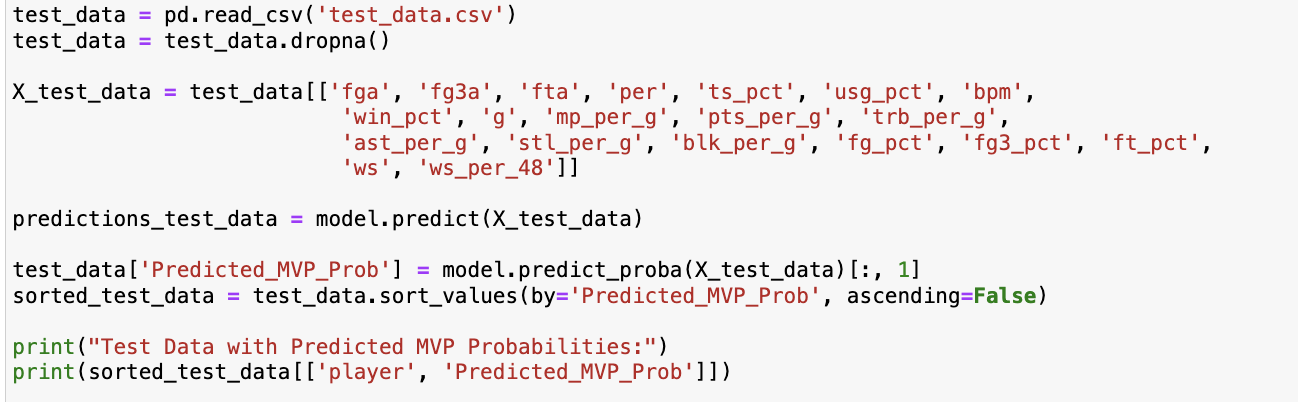 test_data = pd.read_csv('test_data.csv')
test_data = test_data.dropna()
X_test_data = test_data[['fga', 'fg3a', 'fta', 'per', 'ts_pct', 'usg_pct', 'bpm',
'win_pct', 'g', 'mp_per_g', 'pts_per_g', 'trb_per_g',
'ast_per_g', 'stl_per_g', 'blk_per_g', 'fg_pct', 'fg3_pct', 'ft_pct',
'ws', 'ws_per_48']]
predictions_test_data = model.predict(X_test_data)
test_data['Predicted_MVP_Prob'] = model.predict_proba(X_test_data)[:, 1]
sorted_test_data = test_data.sort_values(by='Predicted_MVP_Prob', ascending=False)
print("Test Data with Predicted MVP Probabilities:")
print(sorted_test_data[['player', 'Predicted_MVP_Prob']])